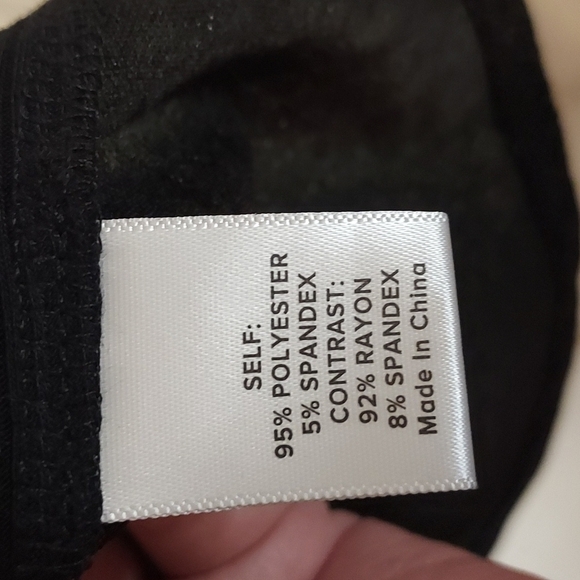 SELF:
95% POLYESTER
5% SPANDEX
CONTRAST:
92% RAYON
8% SPANDEX
Made In China